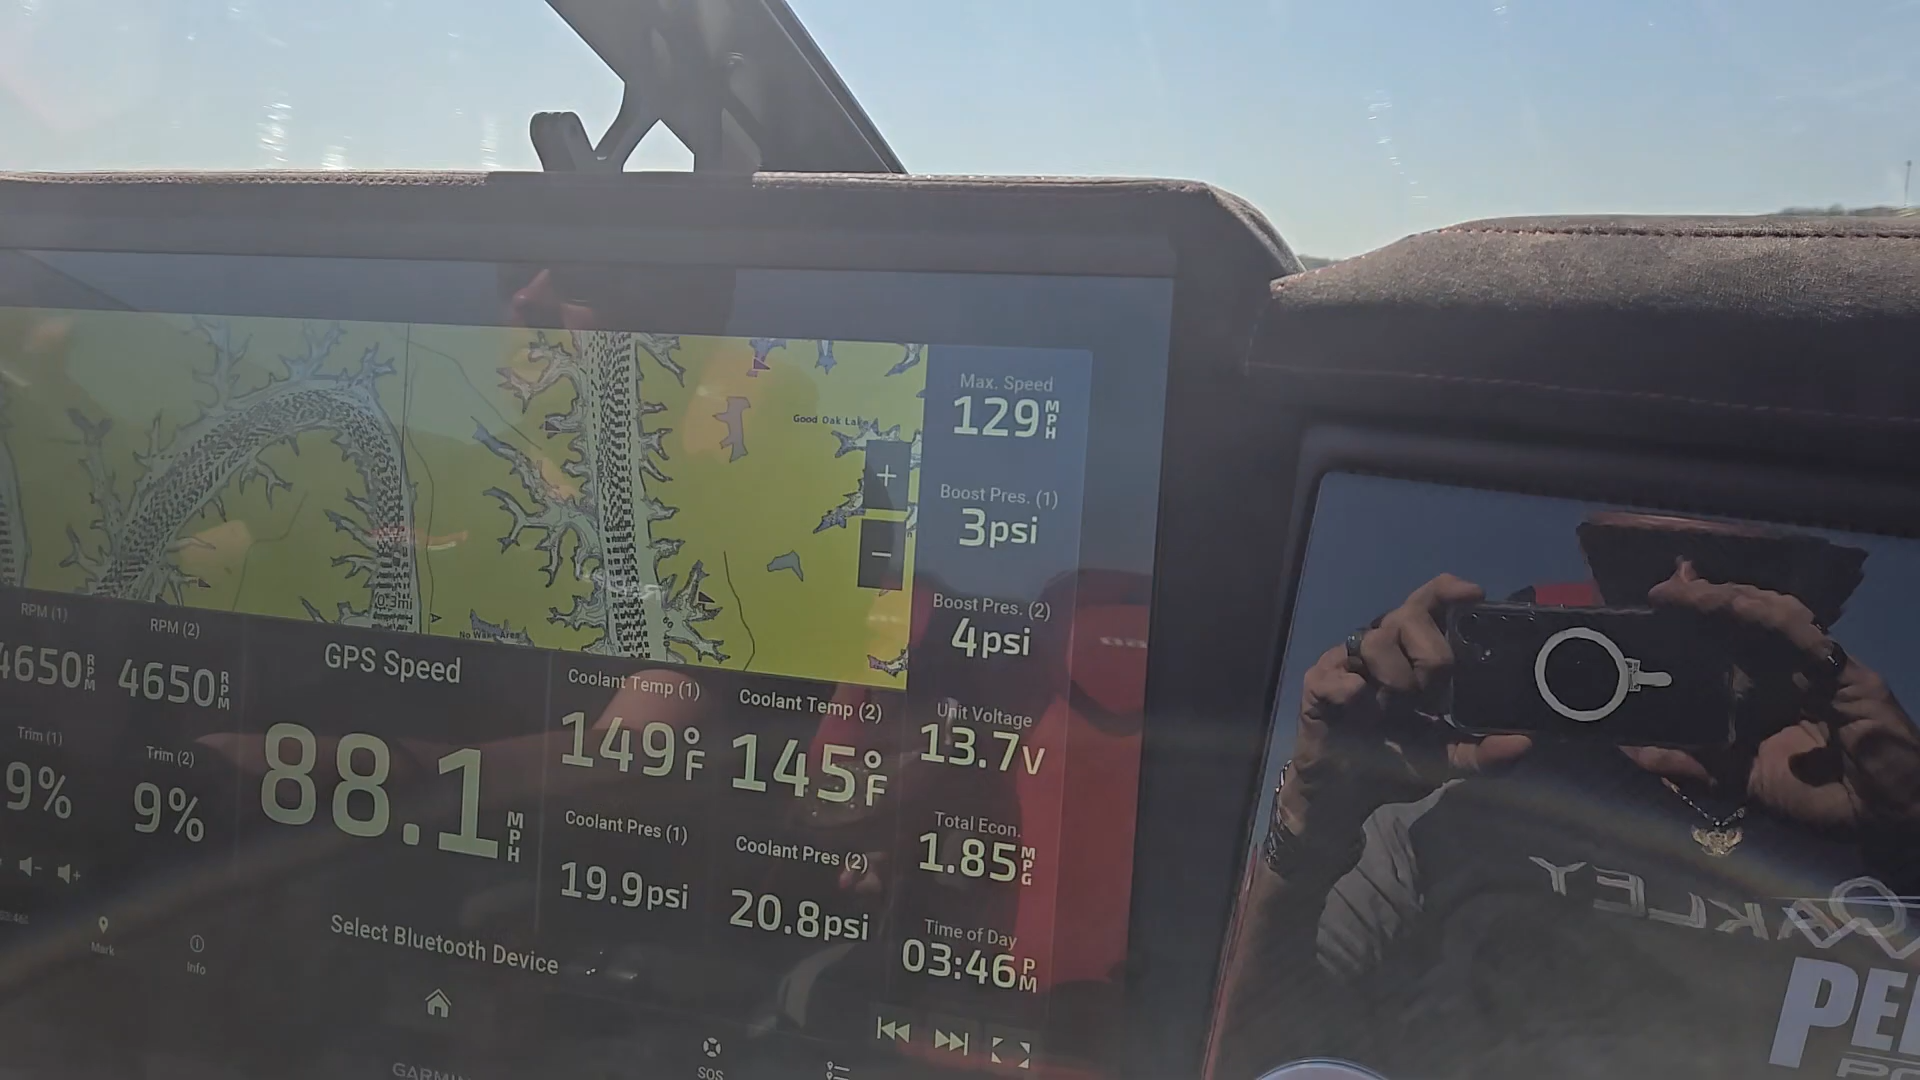 Good Oak Lake
+
−
0.3mi
No Wake Area
Max. Speed
129 MPH
Boost Pres. (1)
3psi
Boost Pres. (2)
4psi
Unit Voltage
13.7V
Total Econ.
1.85 MPG
Time of Day
03:46 PM
RPM (1)
4650 RPM
RPM (2)
4650 RPM
Trim (1)
9%
Trim (2)
9%
GPS Speed
88.1 MPH
Coolant Temp (1)
149°F
Coolant Temp (2)
145°F
Coolant Pres (1)
19.9psi
Coolant Pres (2)
20.8psi
Mark
Info
Select Bluetooth Device
SOS
GARMIN
OAKLEY
PE